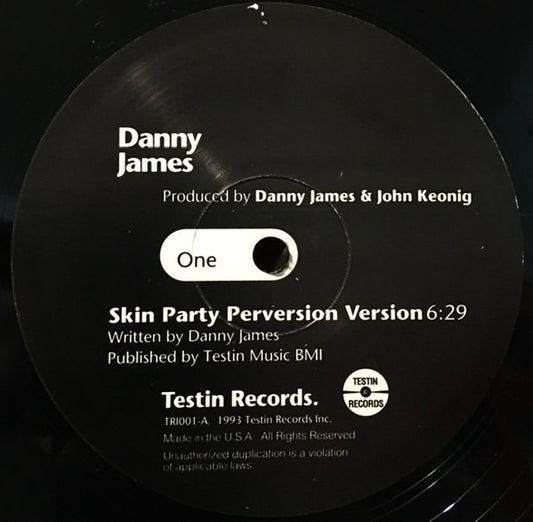 Danny
James
Produced by Danny James & John Keonig
One
Skin Party Perversion Version 6:29
Written by Danny James
Published by Testin Music BMI
Testin Records.
TESTIN
RECORDS
TRI001-A. 1993 Testin Records Inc.
Made in the U.S.A. All Rights Reserved
Unauthorized duplication is a violation
of applicable laws.